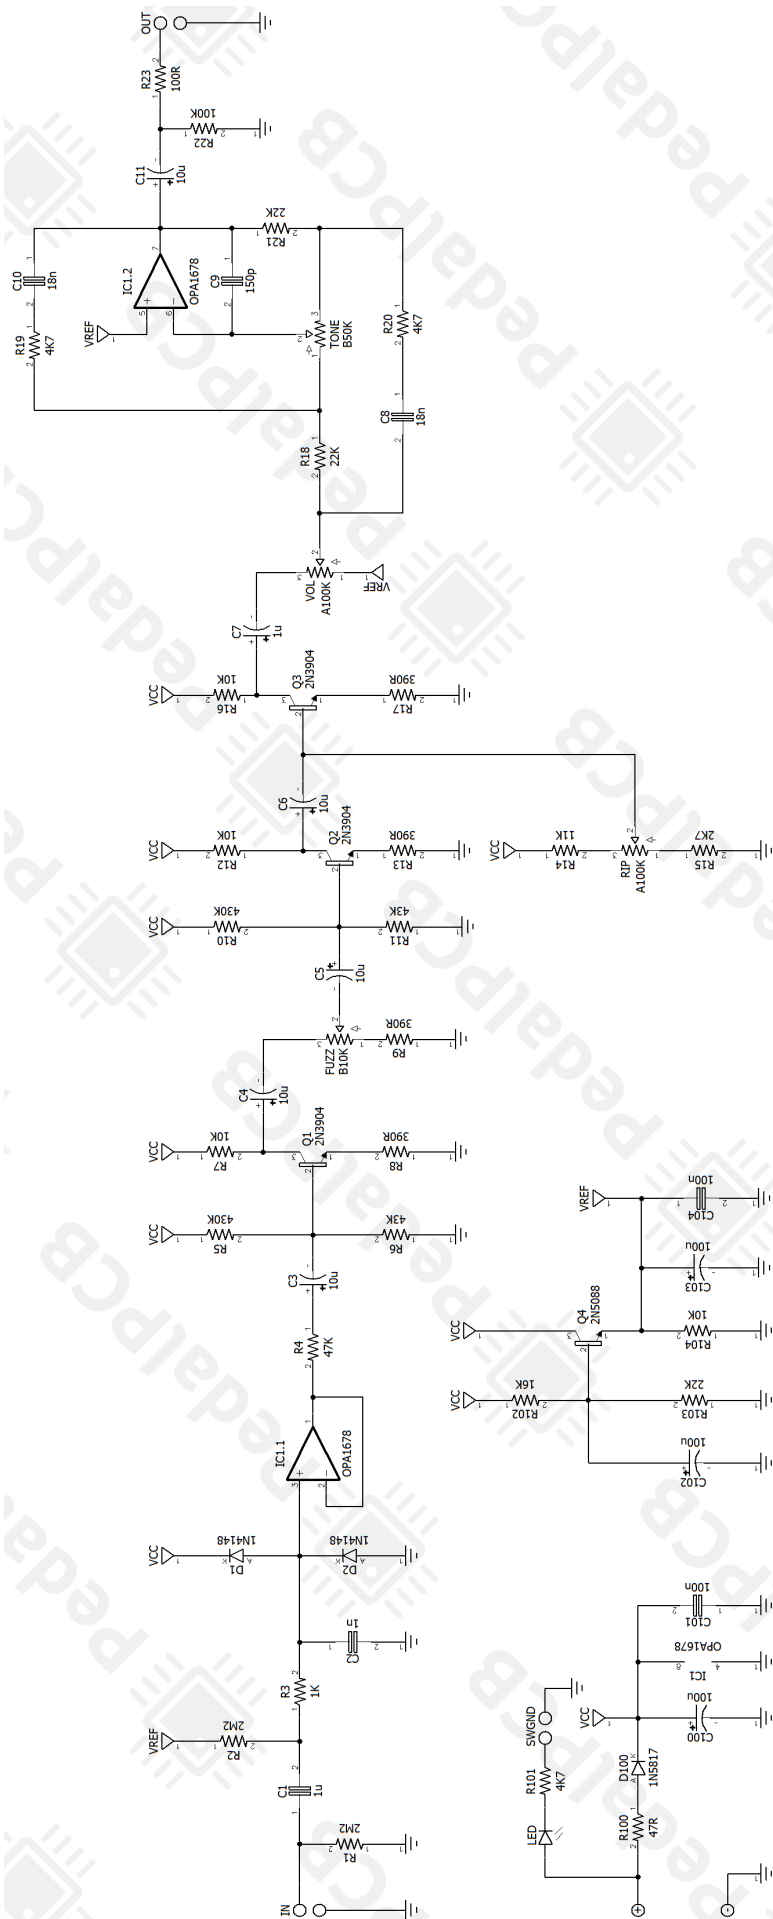 IN
R1
2M2
C1
1u
VREF
R2
2M2
R3
1K
C2
1n
VCC
D1
1N4148
D2
1N4148
IC1.1
OPA1678
R4
47K
C3
10u
VCC
R5
430K
R6
43K
VCC
R7
10K
Q1
2N3904
R8
390R
C4
10u
FUZZ
B10K
R9
390R
C5
10u
VCC
R10
430K
R11
43K
VCC
R12
10K
Q2
2N3904
R13
390R
C6
10u
VCC
R16
10K
Q3
2N3904
R17
390R
C7
1u
VOL
A100K
VREF
R18
22K
R19
4K7
C10
18n
VREF
IC1.2
OPA1678
C9
150p
TONE
B50K
R21
22K
C8
18n
R20
4K7
C11
10u
R22
100K
R23
100R
OUT
VCC
R14
11K
RIP
A100K
R15
2K7
LED
R101
4K7
SWGND
R100
47R
D100
1N5817
VCC
C100
100u
IC1
OPA1678
C101
100n
C102
100u
VCC
R102
16K
R103
22K
VCC
Q4
2N5088
R104
10K
C103
100u
VREF
C104
100n
PedalPCB